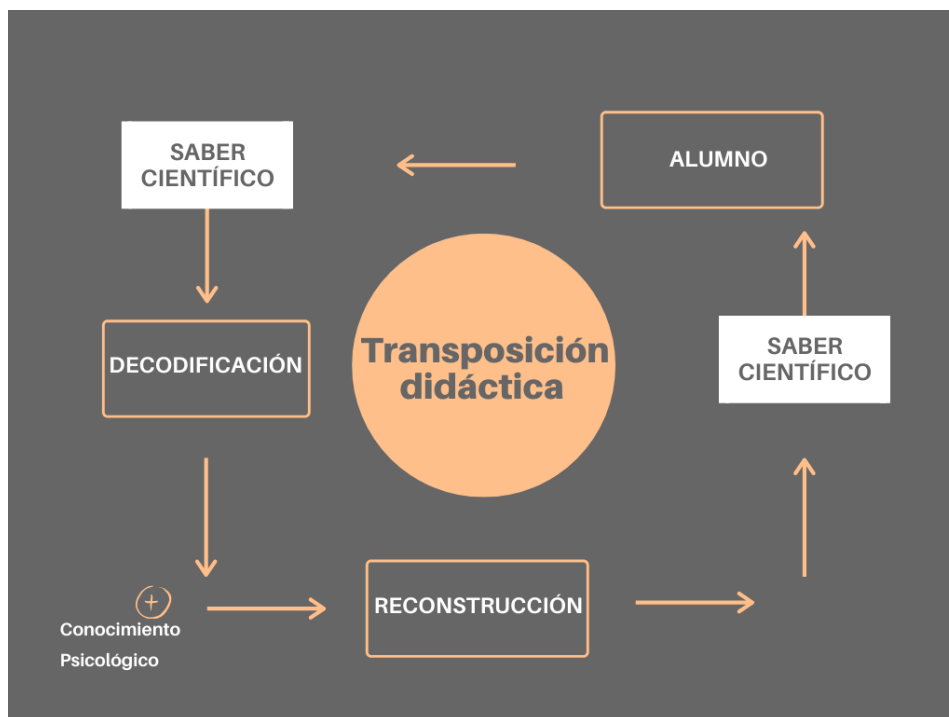 SABER
CIENTÍFICO
ALUMNO
DECODIFICACIÓN
Transposición
didáctica
SABER
CIENTÍFICO
Conocimiento
Psicológico
RECONSTRUCCIÓN